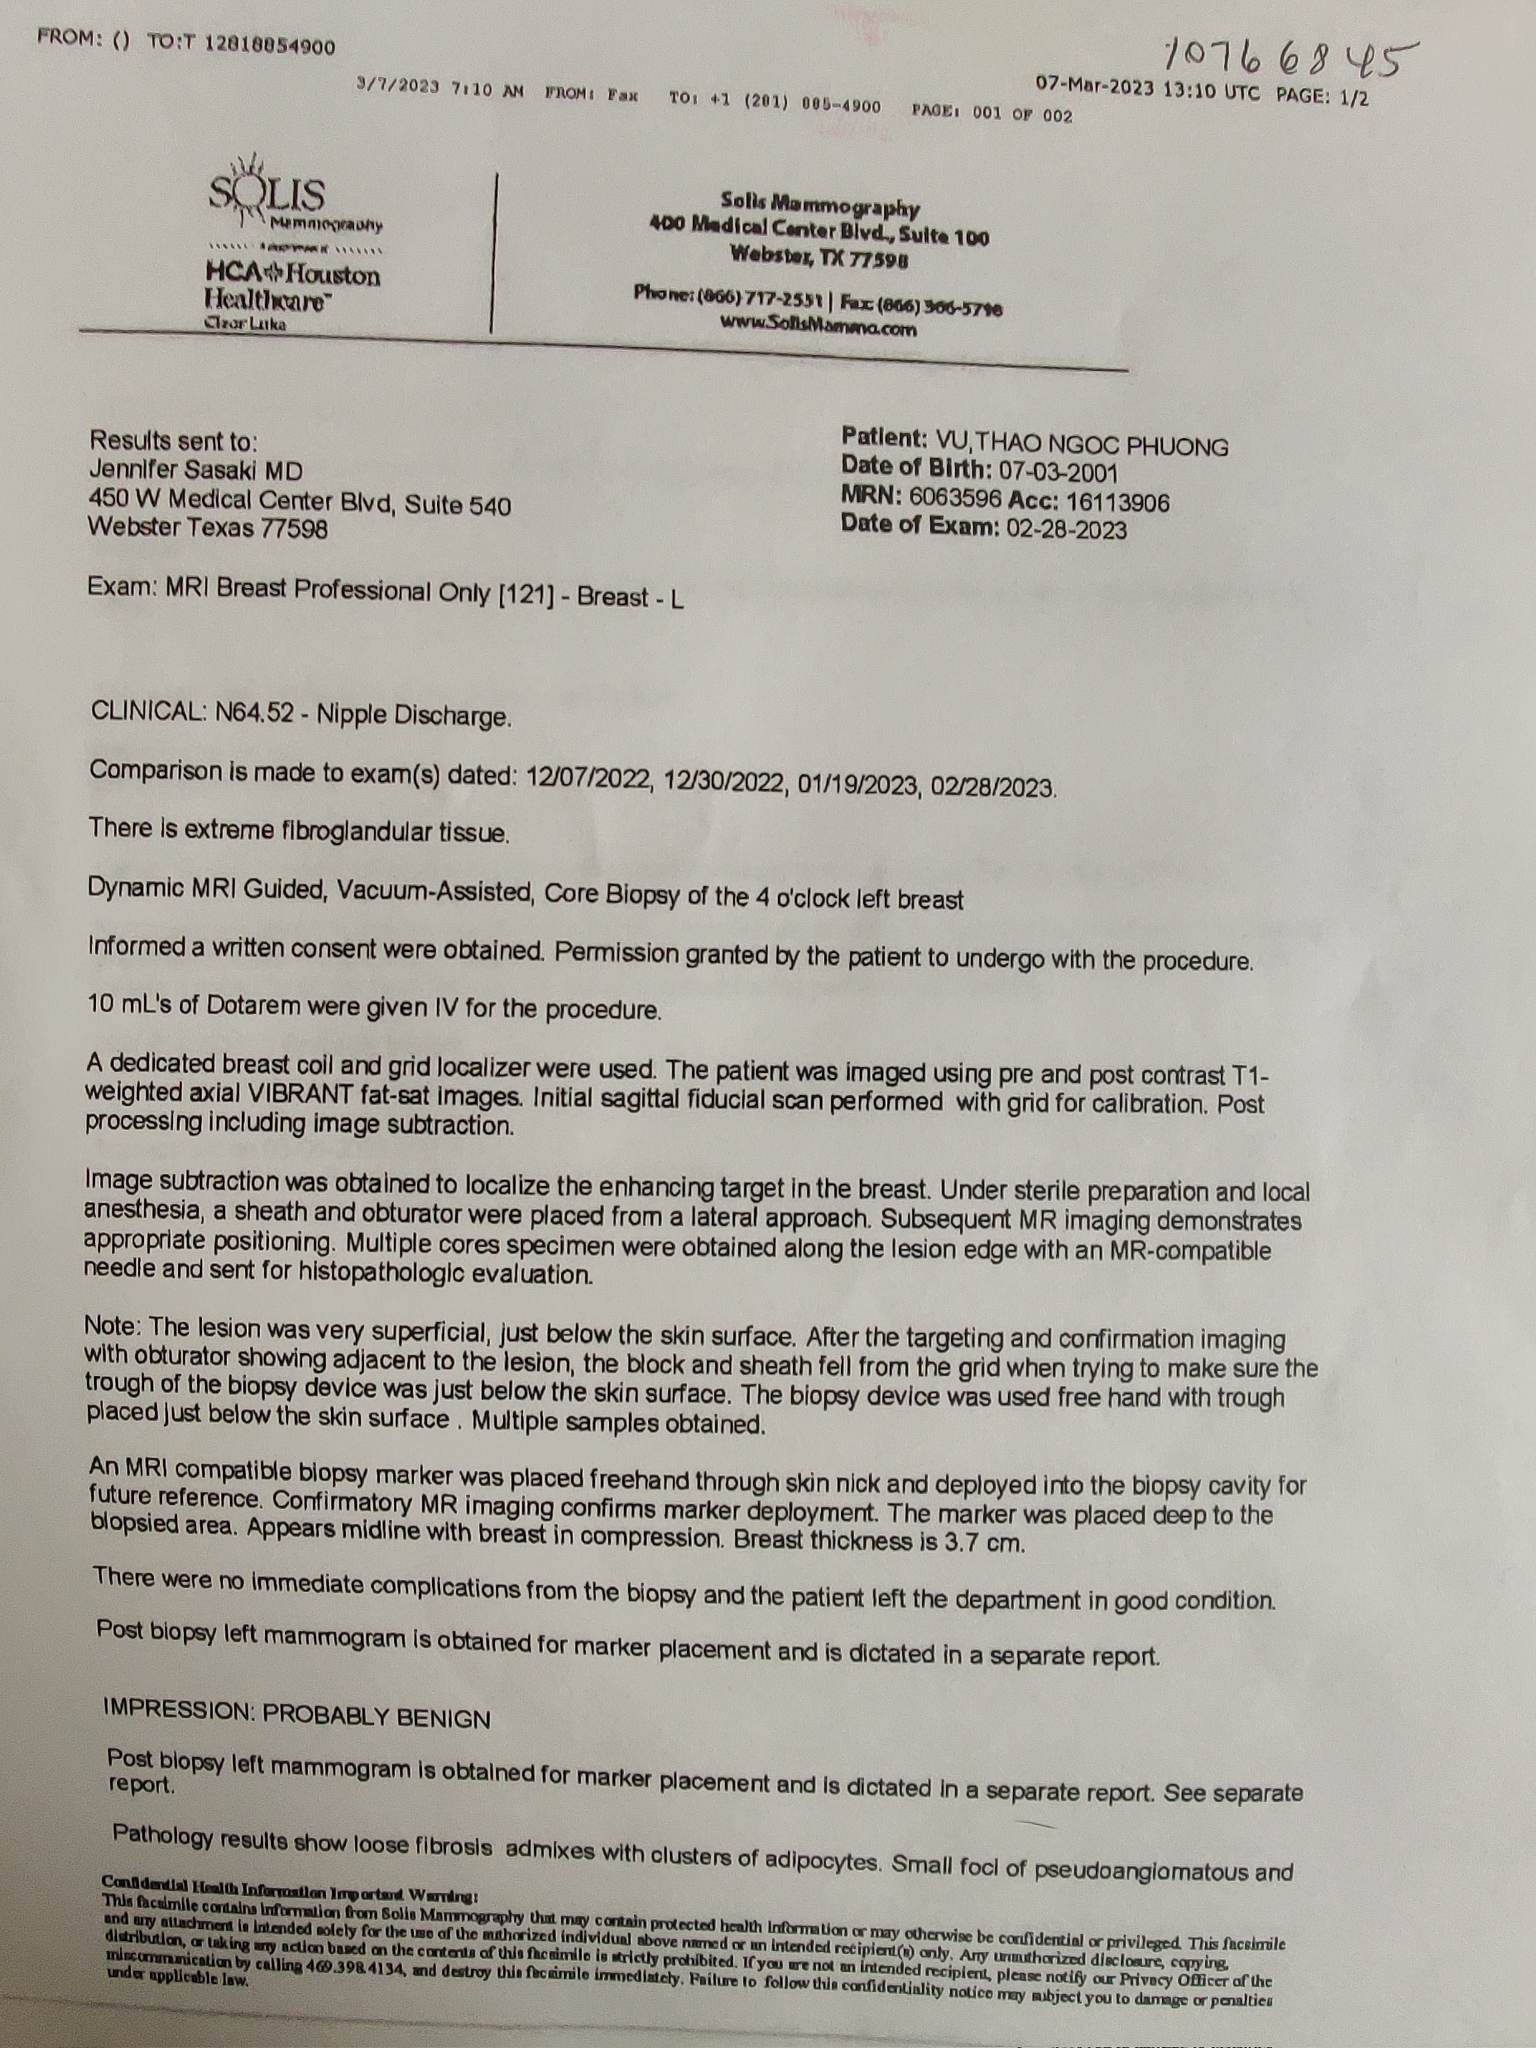 FROM: () TO:T 12818854900
10766845
07-Mar-2023 13:10 UTC PAGE: 1/2
3/7/2023 7:10 AM FROM: Fax TO: +1 (281) 885-4900 PAGE: 001 OF 002
SOLIS
Mammography
HCA Houston
Healthcare™
Clear Lake
Solis Mammography
400 Medical Center Blvd., Suite 100
Webster, TX 77598
Phone: (866) 717-2551 | Fax: (866) 366-5798
www.SolisMammo.com
Results sent to:
Jennifer Sasaki MD
450 W Medical Center Blvd, Suite 540
Webster Texas 77598
Patient: VU,THAO NGOC PHUONG
Date of Birth: 07-03-2001
MRN: 6063596 Acc: 16113906
Date of Exam: 02-28-2023
Exam: MRI Breast Professional Only [121] - Breast - L
CLINICAL: N64.52 - Nipple Discharge.
Comparison is made to exam(s) dated: 12/07/2022, 12/30/2022, 01/19/2023, 02/28/2023.
There is extreme fibroglandular tissue.
Dynamic MRI Guided, Vacuum-Assisted, Core Biopsy of the 4 o'clock left breast
Informed a written consent were obtained. Permission granted by the patient to undergo with the procedure.
10 mL's of Dotarem were given IV for the procedure.
A dedicated breast coil and grid localizer were used. The patient was imaged using pre and post contrast T1-
weighted axial VIBRANT fat-sat images. Initial sagittal fiducial scan performed with grid for calibration. Post
processing including image subtraction.
Image subtraction was obtained to localize the enhancing target in the breast. Under sterile preparation and local
anesthesia, a sheath and obturator were placed from a lateral approach. Subsequent MR imaging demonstrates
appropriate positioning. Multiple cores specimen were obtained along the lesion edge with an MR-compatible
needle and sent for histopathologic evaluation.
Note: The lesion was very superficial, just below the skin surface. After the targeting and confirmation imaging
with obturator showing adjacent to the lesion, the block and sheath fell from the grid when trying to make sure the
trough of the biopsy device was just below the skin surface. The biopsy device was used free hand with trough
placed just below the skin surface . Multiple samples obtained.
An MRI compatible biopsy marker was placed freehand through skin nick and deployed into the biopsy cavity for
future reference. Confirmatory MR imaging confirms marker deployment. The marker was placed deep to the
biopsied area. Appears midline with breast in compression. Breast thickness is 3.7 cm.
There were no immediate complications from the biopsy and the patient left the department in good condition.
Post biopsy left mammogram is obtained for marker placement and is dictated in a separate report.
IMPRESSION: PROBABLY BENIGN
Post biopsy left mammogram is obtained for marker placement and is dictated in a separate report. See separate
report.
Pathology results show loose fibrosis admixes with clusters of adipocytes. Small foci of pseudoangiomatous and
Confidential Health Information Important Warning:
This facsimile contains information from Solis Mammography that may contain protected health information or may otherwise be confidential or privileged. This facsimile
and any attachment is intended solely for the use of the authorized individual above named or an intended recipient(s) only. Any unauthorized disclosure, copying,
distribution, or taking any action based on the contents of this facsimile is strictly prohibited. If you are not an intended recipient, please notify our Privacy Officer of the
miscommunication by calling 469.398.4134, and destroy this facsimile immediately. Failure to follow this confidentiality notice may subject you to damage or penalties
under applicable law.